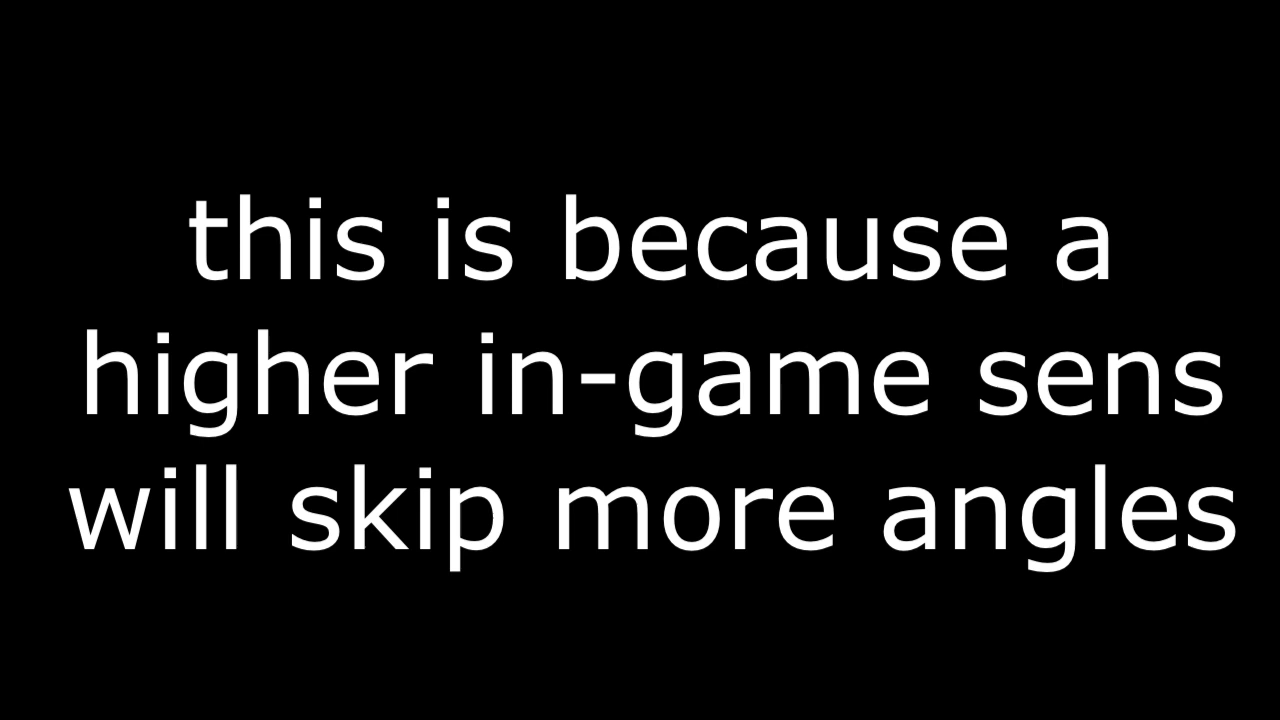 this is because a
higher in-game sens
will skip more angles